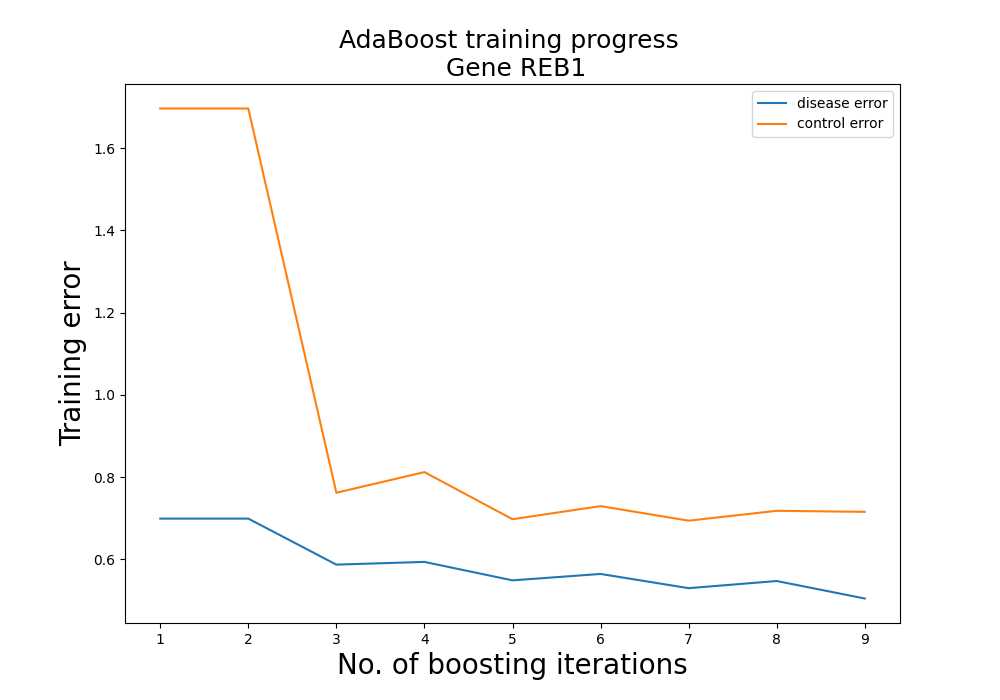 AdaBoost training progress
Gene REB1
disease error
control error
Training error
1.6
1.4
1.2
1.0
0.8
0.6
1 2 3 4 5 6 7 8 9
No. of boosting iterations